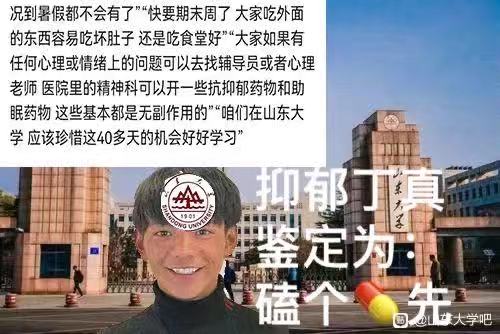 况到暑假都不会有了”“快要期末周了 大家吃外面
的东西容易吃坏肚子 还是吃食堂好”“大家如果有
任何心理或情绪上的问题可以去找辅导员或者心理
老师 医院里的精神科可以开一些抗抑郁药物和助
眠药物 这些基本都是无副作用的”“咱们在山东大
学 应该珍惜这40多天的机会好好学习”
山东大学
SHANDONG UNIVERSITY
1901
抑郁丁真
鉴定为：
磕个💊先
贴 @山东大学吧